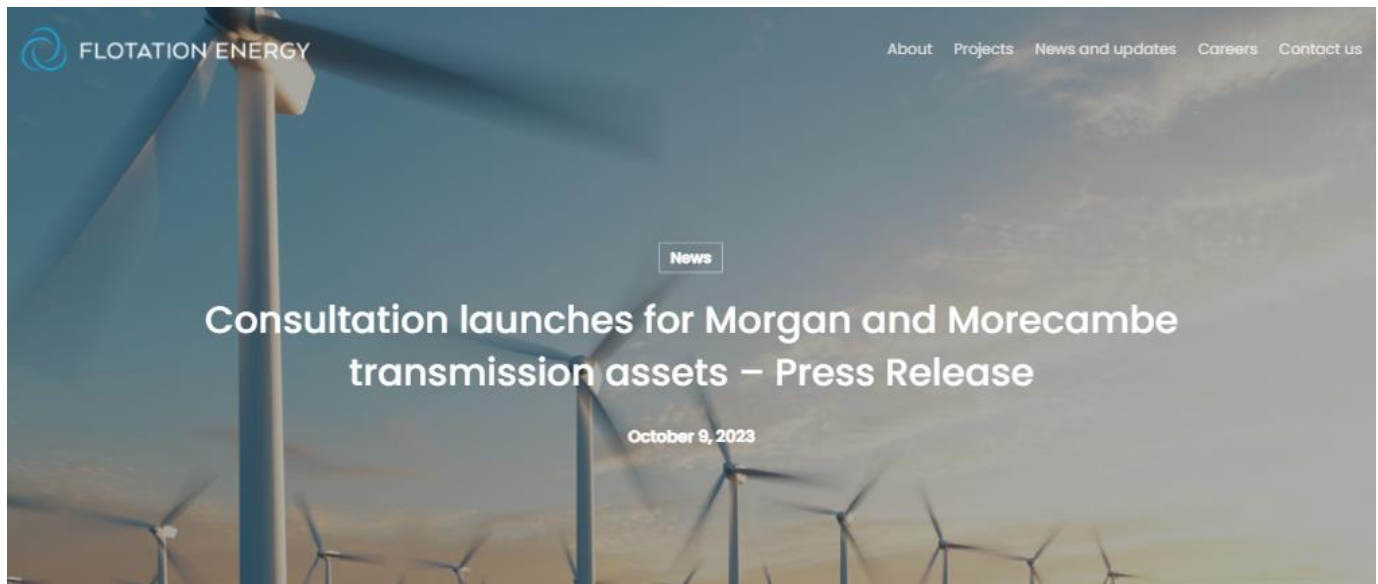 FLOTATION ENERGY
About Projects News and updates Careers Contact us
News
Consultation launches for Morgan and Morecambe
transmission assets – Press Release
October 9, 2023